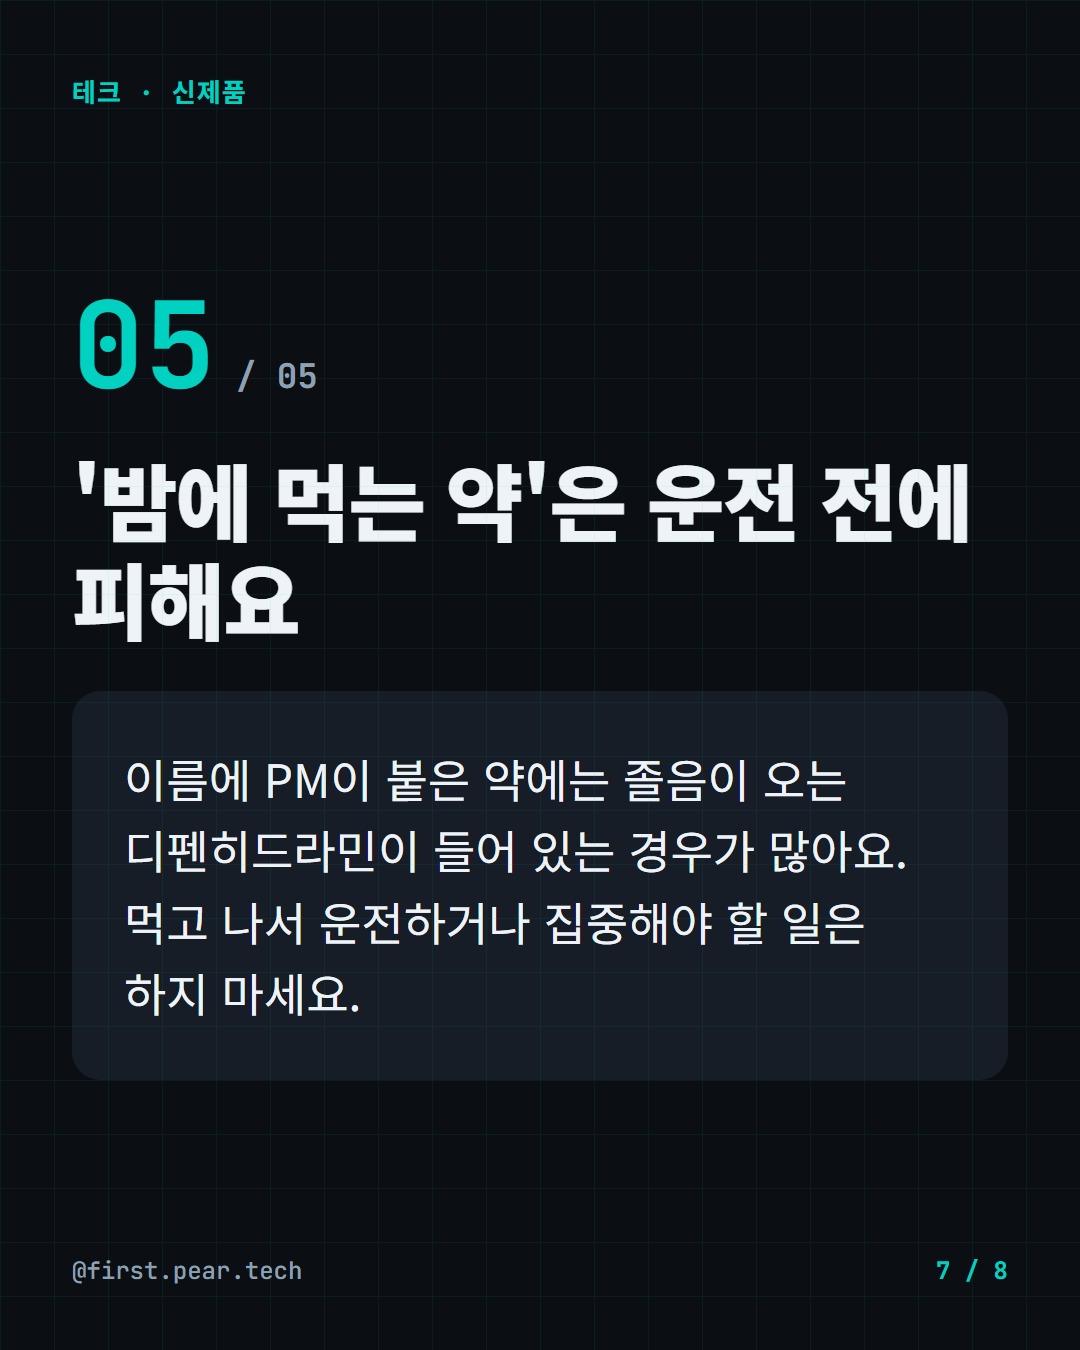 테크 · 신제품
05 / 05
'밤에 먹는 약'은 운전 전에
피해요
이름에 PM이 붙은 약에는 졸음이 오는
디펜히드라민이 들어 있는 경우가 많아요.
먹고 나서 운전하거나 집중해야 할 일은
하지 마세요.
@first.pear.tech
7 / 8